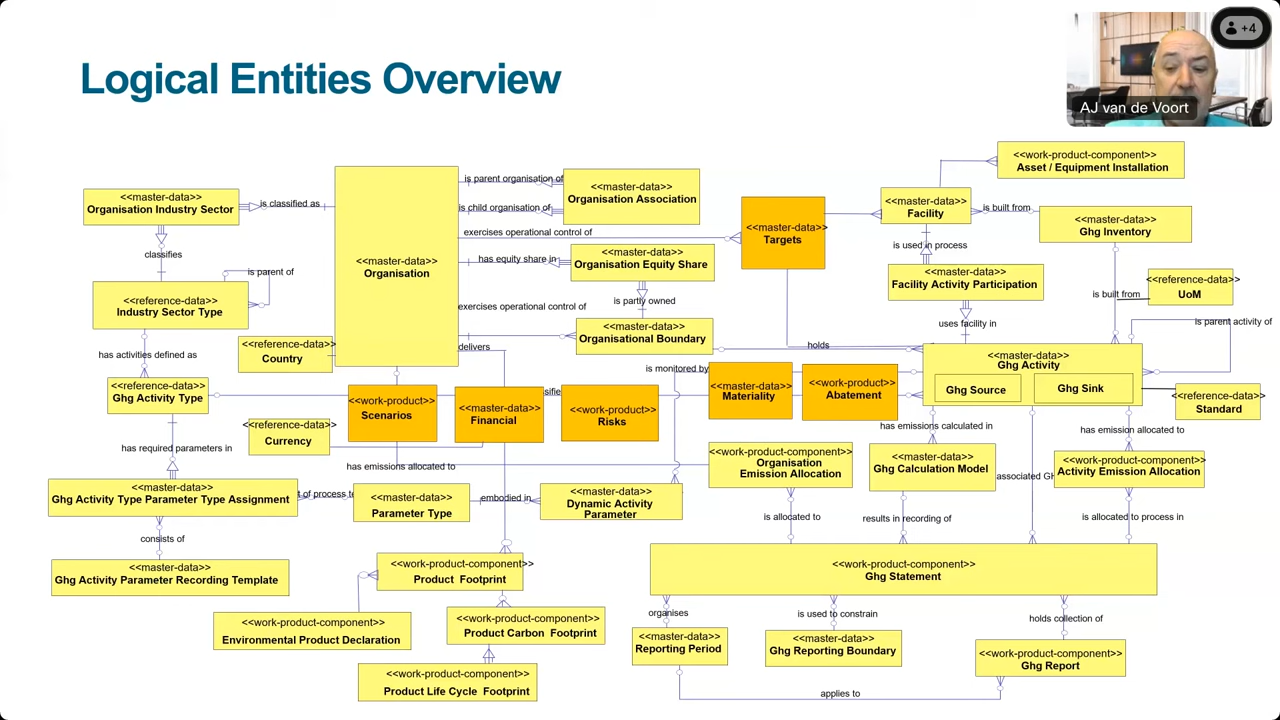 Logical Entities Overview
+4
AJ van de Voort
<<work-product-component>>
Asset / Equipment Installation
<<master-data>>
Organisation Industry Sector
is classified as
<<master-data>>
Organisation
is parent organisation of
is child organisation of
<<master-data>>
Organisation Association
exercises operational control of
<<master-data>>
Targets
<<master-data>>
Facility
is built from
<<master-data>>
Ghg Inventory
classifies
is parent of
has equity share in
<<master-data>>
Organisation Equity Share
is used in process
<<master-data>>
Facility Activity Participation
is built from
<<reference-data>>
UoM
<<reference-data>>
Industry Sector Type
is partly owned
exercises operational control of
<<master-data>>
Organisational Boundary
uses facility in
is parent activity of
has activities defined as
<<reference-data>>
Country
delivers
holds
<<master-data>>
Ghg Activity
Ghg Source
Ghg Sink
is monitored by
<<reference-data>>
Ghg Activity Type
<<work-product>>
Scenarios
<<master-data>>
Financial
<<work-product>>
Risks
<<master-data>>
Materiality
<<work-product>>
Abatement
<<reference-data>>
Standard
<<reference-data>>
Currency
has required parameters in
has emissions allocated to
has emissions calculated in
has emission allocated to
<<work-product-component>>
Organisation
Emission Allocation
<<master-data>>
Ghg Calculation Model
<<work-product-component>>
Activity Emission Allocation
<<master-data>>
Ghg Activity Type Parameter Type Assignment
of process
<<master-data>>
Parameter Type
embodied in
<<master-data>>
Dynamic Activity
Parameter
is allocated to
results in recording of
associated
is allocated to process in
consists of
<<master-data>>
Ghg Activity Parameter Recording Template
<<work-product-component>>
Product Footprint
<<work-product-component>>
Ghg Statement
<<work-product-component>>
Environmental Product Declaration
<<work-product-component>>
Product Carbon Footprint
organises
is used to constrain
holds collection of
<<master-data>>
Reporting Period
<<master-data>>
Ghg Reporting Boundary
<<work-product-component>>
Ghg Report
<<work-product-component>>
Product Life Cycle Footprint
applies to